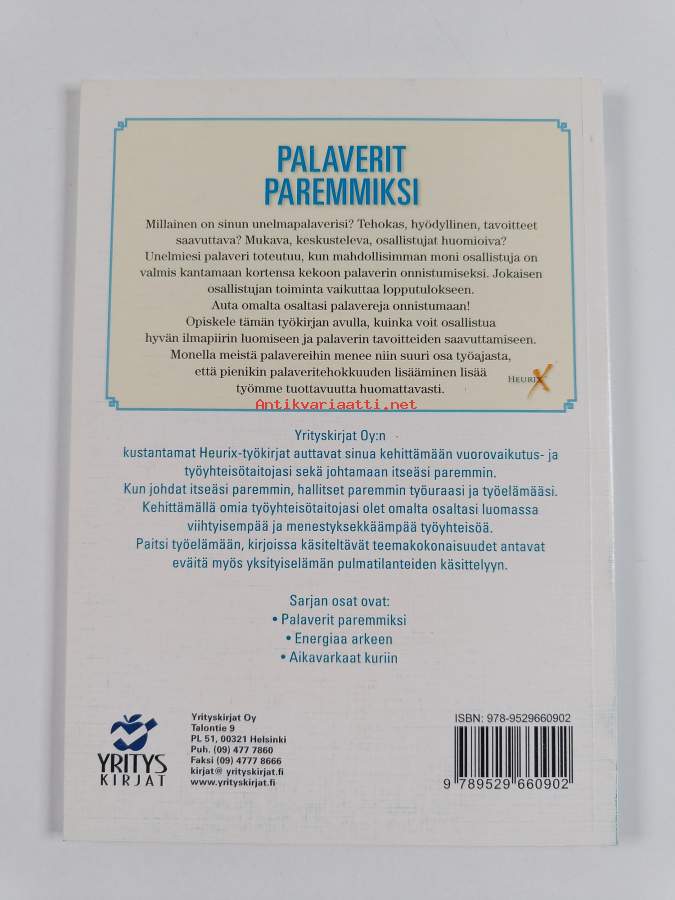 PALAVERIT
PAREMMIKSI
Millainen on sinun unelmapalaverisi? Tehokas, hyödyllinen, tavoitteet
saavuttava? Mukava, keskusteleva, osallistujat huomioiva?
Unelmiesi palaveri toteutuu, kun mahdollisimman moni osallistuja on
valmis kantamaan kortensa kekoon palaverin onnistumiseksi. Jokaisen
osallistujan toiminta vaikuttaa lopputulokseen.
Auta omalta osaltasi palavereja onnistumaan!
Opiskele tämän työkirjan avulla, kuinka voit osallistua
hyvän ilmapiirin luomiseen ja palaverin tavoitteiden saavuttamiseen.
Monella meistä palavereihin menee niin suuri osa työajasta,
että pienikin palaveritehokkuuden lisääminen lisää
työmme tuottavuutta huomattavasti.
HEURIX
Antikvariaatti.net
Yrityskirjat Oy:n
kustantamat Heurix-työkirjat auttavat sinua kehittämään vuorovaikutus- ja
työyhteisötaitojasi sekä johtamaan itseäsi paremmin.
Kun johdat itseäsi paremmin, hallitset paremmin työuraasi ja työelämääsi.
Kehittämällä omia työyhteisötaitojasi olet omalta osaltasi luomassa
viihtyisempää ja menestyksekkäämpää työyhteisöä.
Paitsi työelämään, kirjoissa käsiteltävät teemakokonaisuudet antavat
eväitä myös yksityiselämän pulmatilanteiden käsittelyyn.
Sarjan osat ovat:
• Palaverit paremmiksi
• Energiaa arkeen
• Aikavarkaat kuriin
YRITYS
KIRJAT
Yrityskirjat Oy
Talontie 9
PL 51, 00321 Helsinki
Puh. (09) 477 7860
Faksi (09) 4777 8666
kirjat@ yrityskirjat.fi
www.yrityskirjat.fi
ISBN: 978-9529660902
9 789529 660902